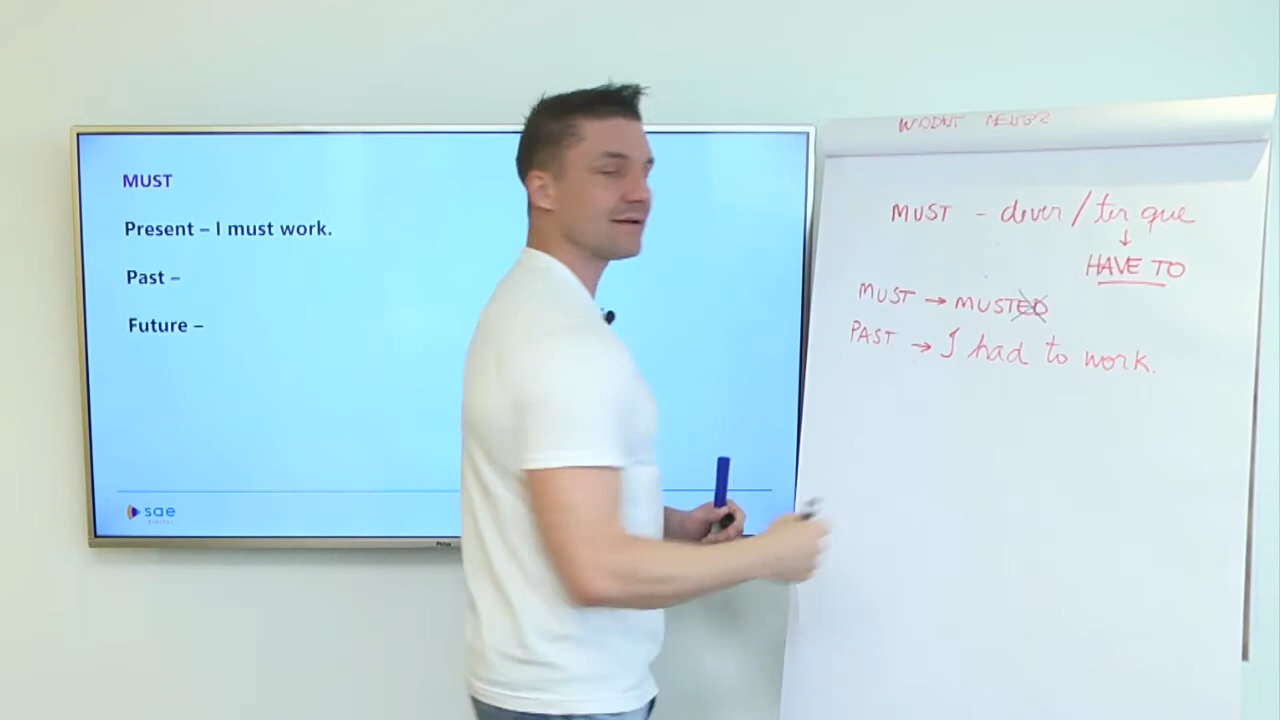 MUST
Present – I must work.
Past –
Future –
sae
MUST - dever / ter que
↓
HAVE TO
MUST → MUSTED
PAST → I had to work.